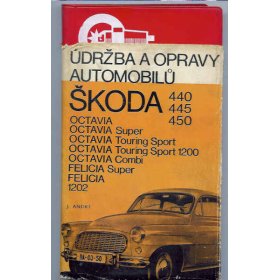 ÚDRŽBA A OPRAVY
AUTOMOBILŮ
ŠKODA 440
445
450
OCTAVIA
OCTAVIA Super
OCTAVIA Touring Sport
OCTAVIA Touring Sport 1200
OCTAVIA Combi
FELICIA Super
FELICIA
1202
J. ANDRT